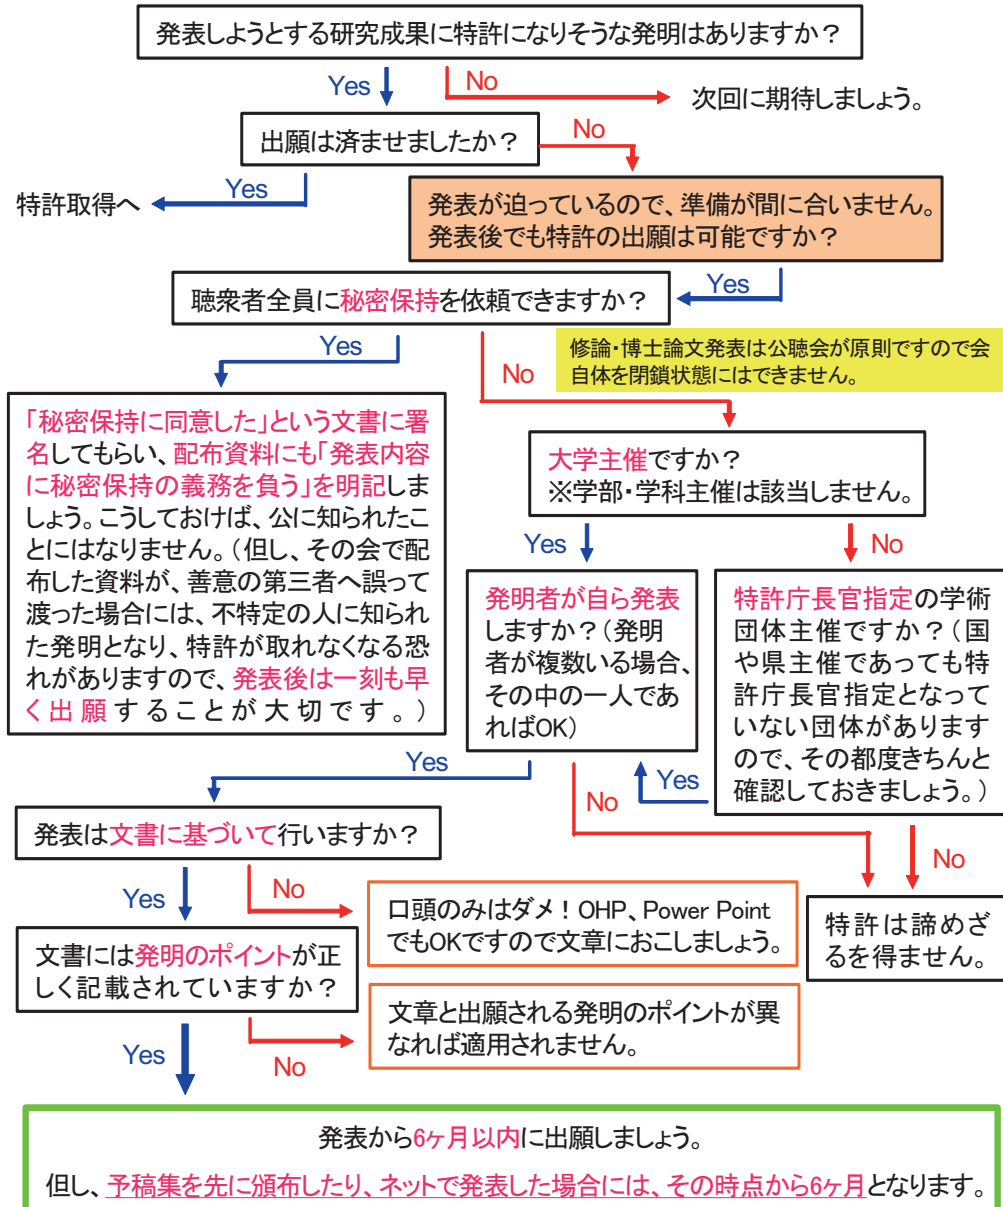 発表しようとする研究成果に特許になりそうな発明はありますか？
Yes
No
次回に期待しましょう。
出願は済ませましたか？
No
Yes
特許取得へ
発表が迫っているので、準備が間に合いません。
発表後でも特許の出願は可能ですか？
Yes
聴衆者全員に秘密保持を依頼できますか？
Yes
No
修論・博士論文発表は公聴会が原則ですので会
自体を閉鎖状態にはできません。
「秘密保持に同意した」という文書に署
名してもらい、配布資料にも「発表内容
に秘密保持の義務を負う」を明記しま
しょう。こうしておけば、公に知られたこ
とにはなりません。（但し、その会で配
布した資料が、善意の第三者へ誤って
渡った場合には、不特定の人に知られ
た発明となり、特許が取れなくなる恐
れがありますので、発表後は一刻も早
く出願することが大切です。）
大学主催ですか？
※学部・学科主催は該当しません。
Yes
No
発明者が自ら発表
しますか？（発明
者が複数いる場合、
その中の一人であ
ればOK）
特許庁長官指定の学術
団体主催ですか？（国
や県主催であっても特
許庁長官指定となって
いない団体があります
ので、その都度きちんと
確認しておきましょう。）
Yes
No
Yes
No
発表は文書に基づいて行いますか？
Yes
No
口頭のみはダメ！OHP、Power Point
でもOKですので文章におこしましょう。
特許は諦めざ
るを得ません。
文書には発明のポイントが正
しく記載されていますか？
Yes
No
文章と出願される発明のポイントが異
なれば適用されません。
発表から6ヶ月以内に出願しましょう。
但し、予稿集を先に頒布したり、ネットで発表した場合には、その時点から6ヶ月となります。